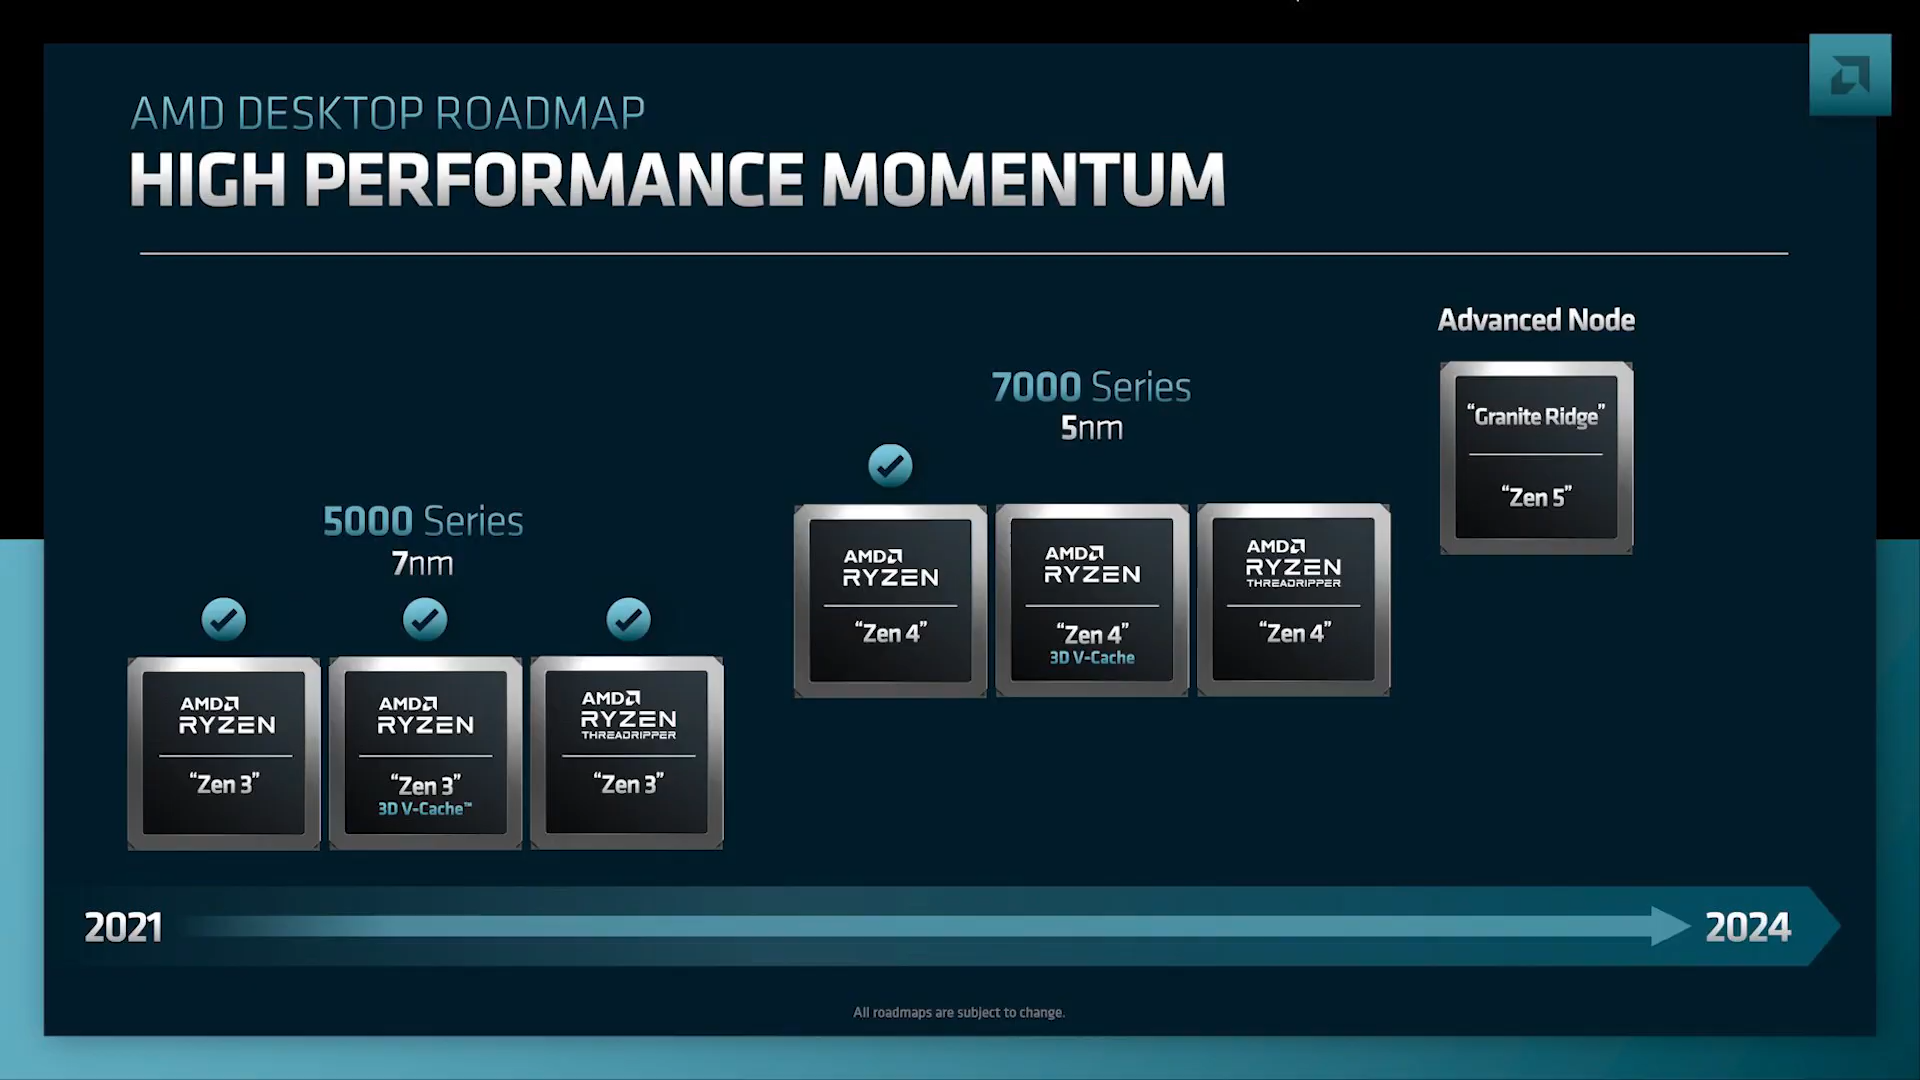 AMD DESKTOP ROADMAP
HIGH PERFORMANCE MOMENTUM
5000 Series
7nm
AMD
RYZEN
“Zen 3”
AMD
RYZEN
“Zen 3”
3D V-Cache™
AMD
RYZEN
THREADRIPPER
“Zen 3”
7000 Series
5nm
AMD
RYZEN
“Zen 4”
AMD
RYZEN
“Zen 4”
3D V-Cache
AMD
RYZEN
THREADRIPPER
“Zen 4”
Advanced Node
“Granite Ridge”
“Zen 5”
2021
2024
All roadmaps are subject to change.